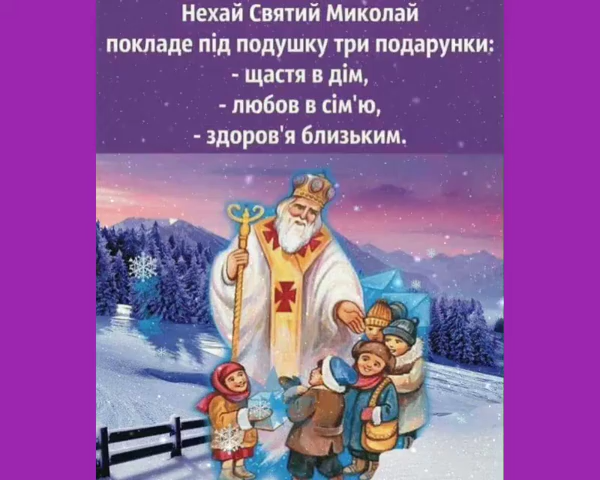 Нехай Святий Миколай
покладе під подушку три подарунки:
- щастя в дім,
- любов в сім'ю,
- здоров'я близьким.